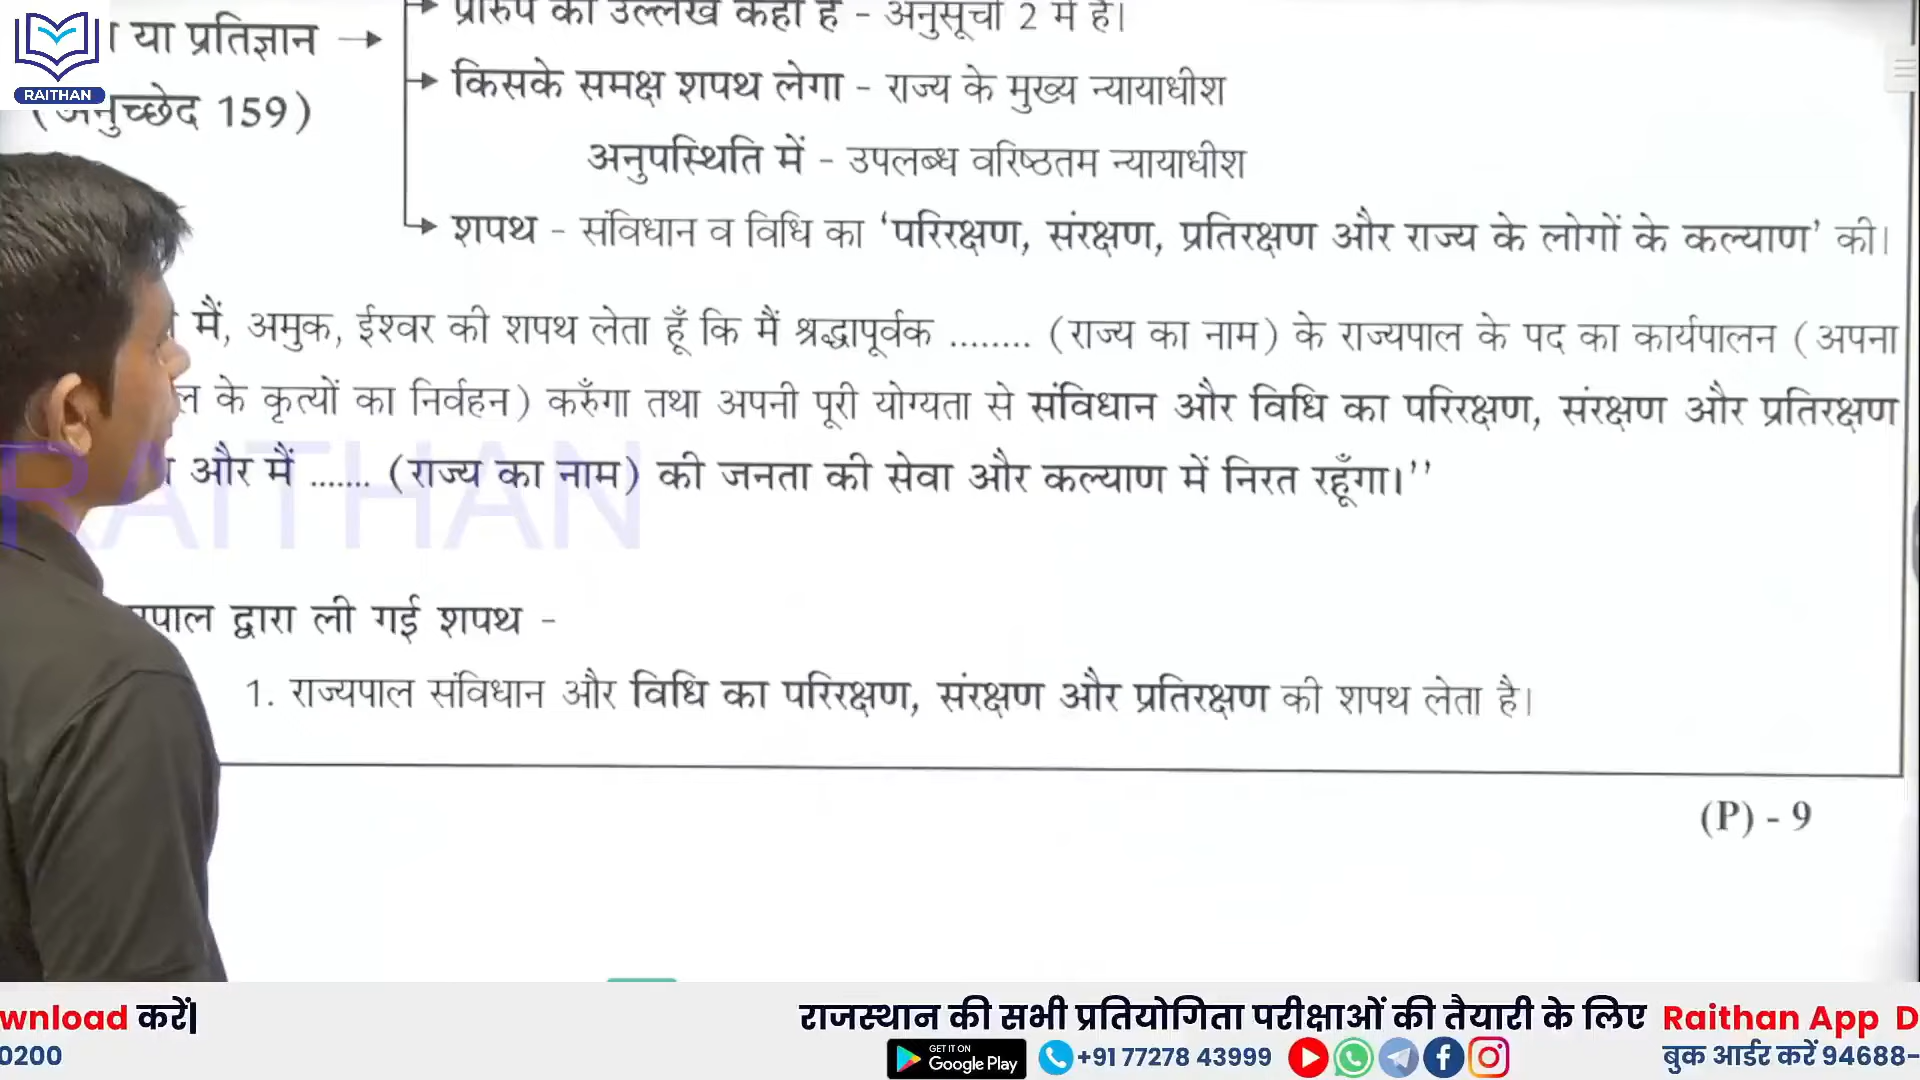 प्रारुप का उल्लेख कहाँ है - अनुसूची 2 में है।
या प्रतिज्ञान
किसके समक्ष शपथ लेगा - राज्य के मुख्य न्यायाधीश
RAITHAN
(अनुच्छेद 159)
अनुपस्थिति में - उपलब्ध वरिष्ठतम न्यायाधीश
शपथ - संविधान व विधि का ‘परिरक्षण, संरक्षण, प्रतिरक्षण और राज्य के लोगों के कल्याण’ की।
मैं, अमुक, ईश्वर की शपथ लेता हूँ कि मैं श्रद्धापूर्वक ........ (राज्य का नाम) के राज्यपाल के पद का कार्यपालन (अपना
के कृत्यों का निर्वहन) करुँगा तथा अपनी पूरी योग्यता से संविधान और विधि का परिरक्षण, संरक्षण और प्रतिरक्षण
और मैं ....... (राज्य का नाम) की जनता की सेवा और कल्याण में निरत रहूँगा।’’
RAITHAN
पाल द्वारा ली गई शपथ -
1. राज्यपाल संविधान और विधि का परिरक्षण, संरक्षण और प्रतिरक्षण की शपथ लेता है।
(P) - 9
wnload करें| राजस्थान की सभी प्रतियोगिता परीक्षाओं की तैयारी के लिए Raithan App D
0200 GET IT ON Google Play +91 77278 43999 बुक आर्डर करें 94688-